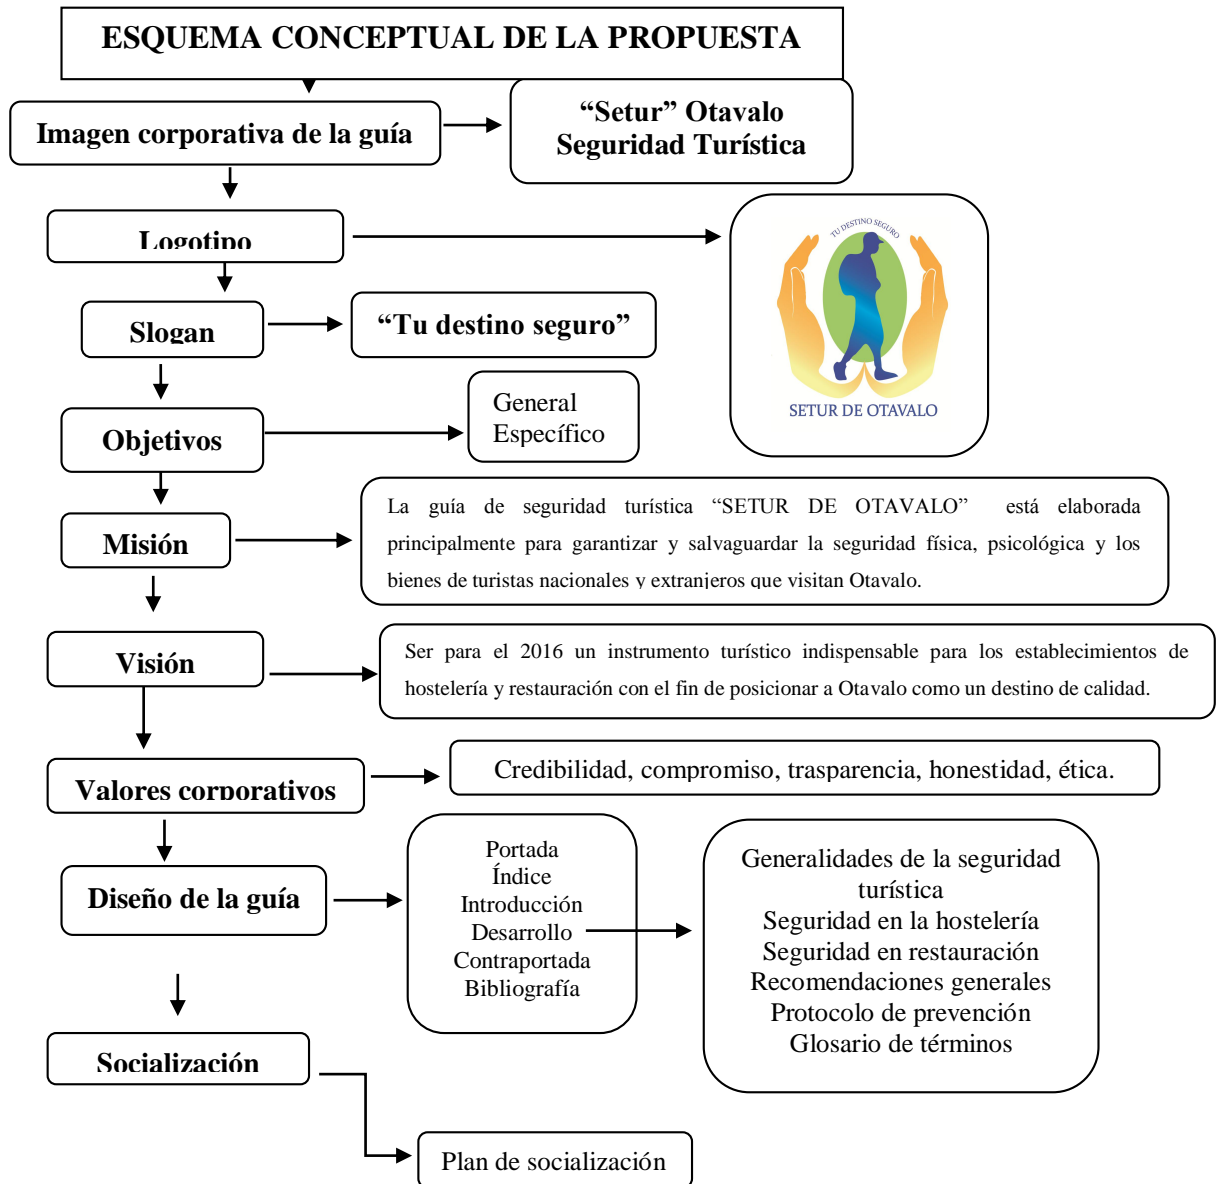 ESQUEMA CONCEPTUAL DE LA PROPUESTA
Imagen corporativa de la guía
“Setur” Otavalo
Seguridad Turística
Logotipo
TU DESTINO SEGURO
SETUR DE OTAVALO
Slogan
“Tu destino seguro”
Objetivos
General
Específico
Misión
La guía de seguridad turística “SETUR DE OTAVALO” está elaborada
principalmente para garantizar y salvaguardar la seguridad física, psicológica y los
bienes de turistas nacionales y extranjeros que visitan Otavalo.
Visión
Ser para el 2016 un instrumento turístico indispensable para los establecimientos de
hostelería y restauración con el fin de posicionar a Otavalo como un destino de calidad.
Valores corporativos
Credibilidad, compromiso, trasparencia, honestidad, ética.
Diseño de la guía
Portada
Índice
Introducción
Desarrollo
Contraportada
Bibliografía
Generalidades de la seguridad
turística
Seguridad en la hostelería
Seguridad en restauración
Recomendaciones generales
Protocolo de prevención
Glosario de términos
Socialización
Plan de socialización